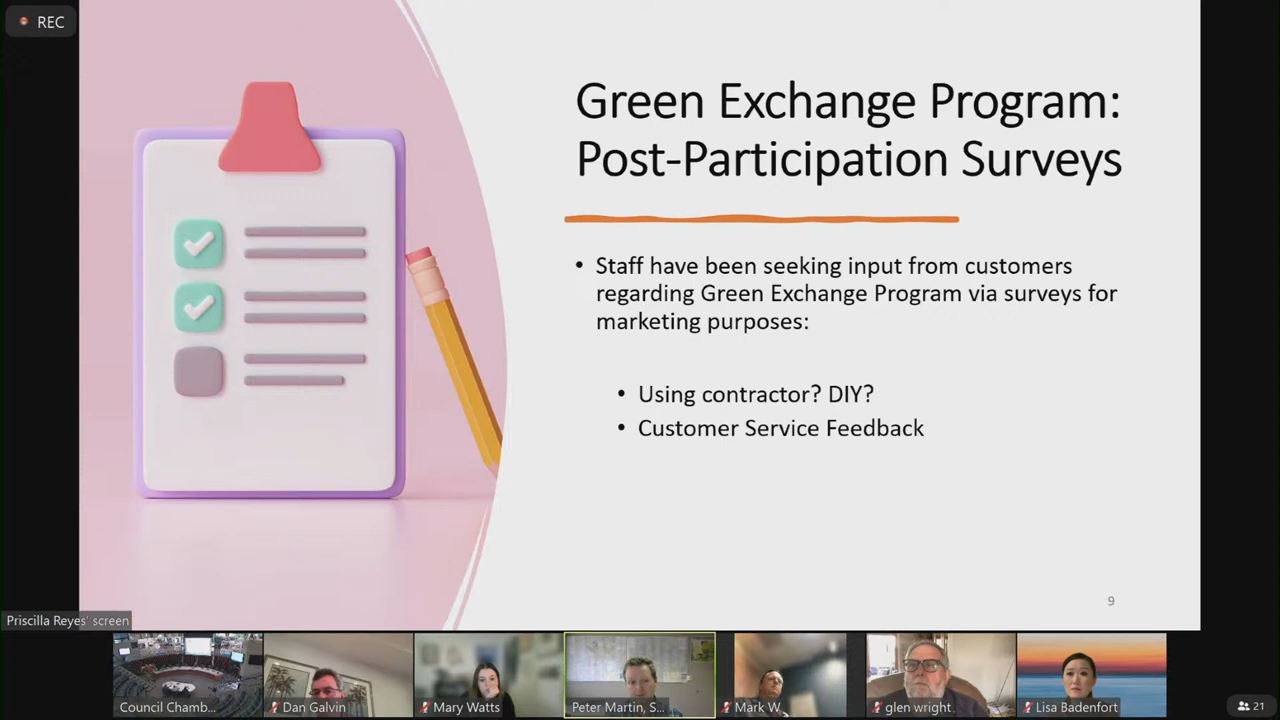 REC
Green Exchange Program:
Post-Participation Surveys
• Staff have been seeking input from customers
regarding Green Exchange Program via surveys for
marketing purposes:
• Using contractor? DIY?
• Customer Service Feedback
9
Priscilla Reyes' screen
Council Chamb...
Dan Galvin
Mary Watts
Peter Martin, S...
Mark W
glen wright
Lisa Badenfort
21